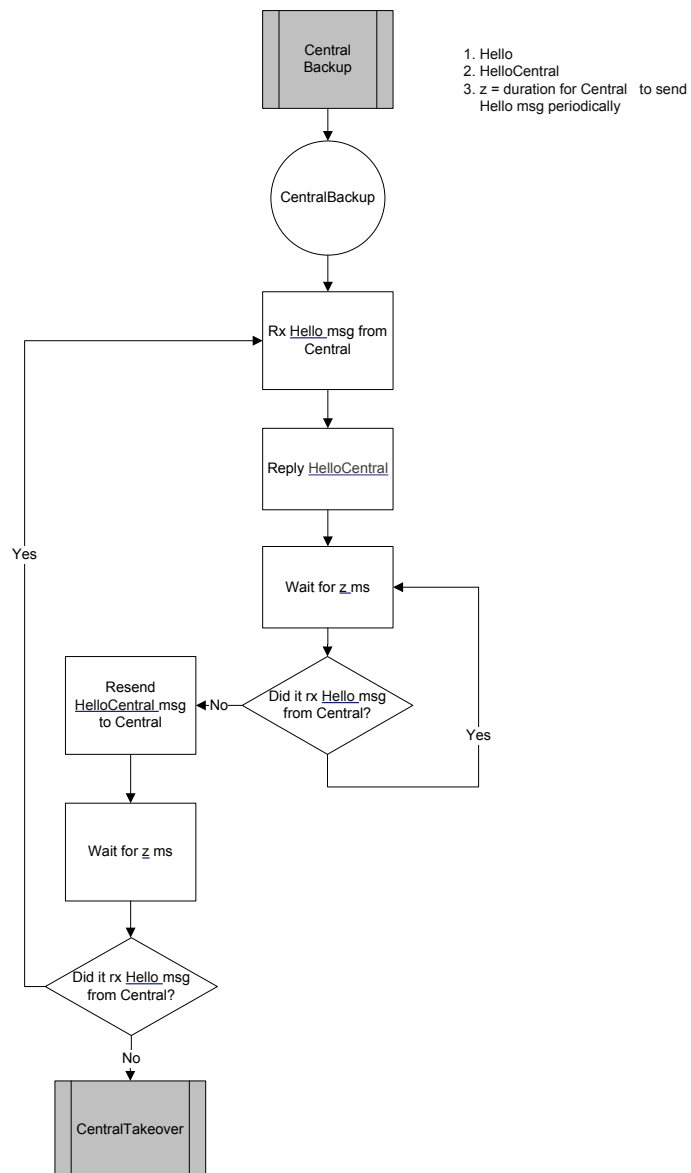 Central
Backup
1. Hello
2. HelloCentral
3. z = duration for Central to send
Hello msg periodically
CentralBackup
Rx Hello msg from
Central
Reply HelloCentral
Yes
Wait for z ms
Resend
HelloCentral msg
to Central
No
Did it rx Hello msg
from Central?
Yes
Wait for z ms
Did it rx Hello msg
from Central?
No
CentralTakeover